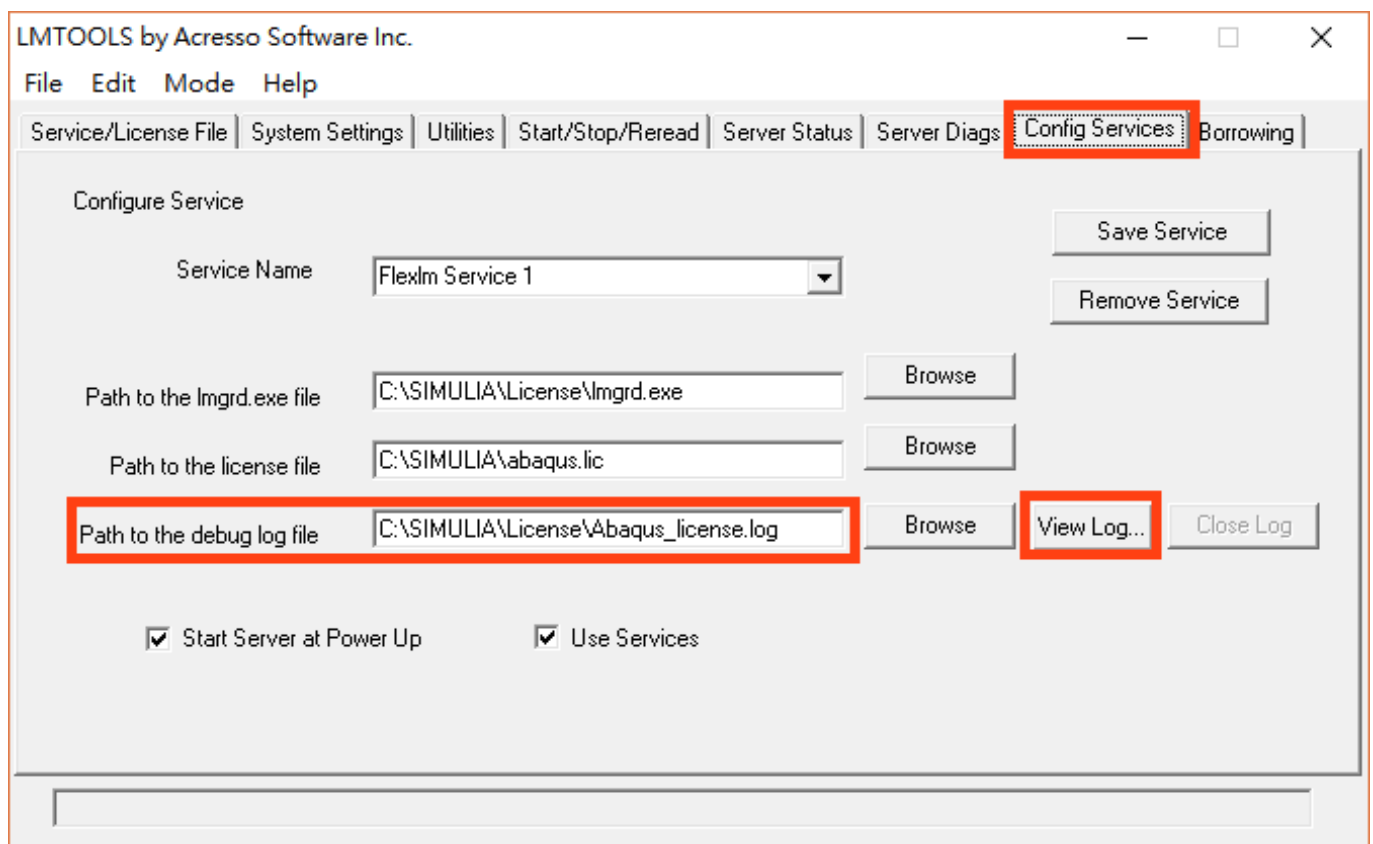 LMTOOLS by Acresso Software Inc.
File Edit Mode Help
Service/License File System Settings Utilities Start/Stop/Reread Server Status Server Diags Config Services Borrowing
Configure Service
Save Service
Service Name Flexlm Service 1
Remove Service
Path to the lmgrd.exe file C:\SIMULIA\License\lmgrd.exe Browse
Path to the license file C:\SIMULIA\abaqus.lic Browse
Path to the debug log file C:\SIMULIA\License\Abaqus_license.log Browse View Log... Close Log
Start Server at Power Up Use Services